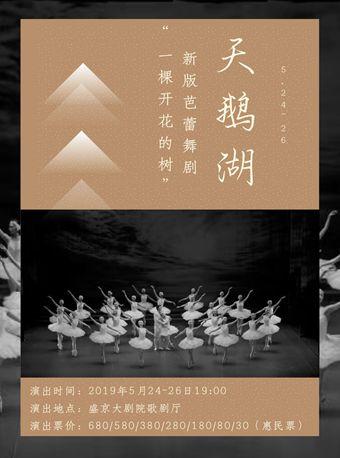 天鹅湖
5.24-26
新版芭蕾舞剧
“一棵开花的树”
演出时间：2019年5月24-26日19:00
演出地点：盛京大剧院歌剧厅
演出票价：680/580/380/280/180/80/30（惠民票）